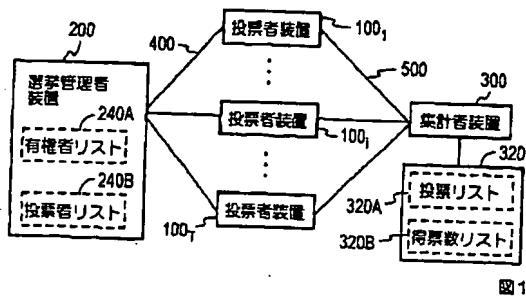 200
選挙管理者
装置
240A
有権者リスト
240B
投票者リスト
400
投票者装置
100₁
投票者装置
100ᵢ
投票者装置
100_T
500
300
集計者装置
320
投票リスト
320A
得票数リスト
320B
図1